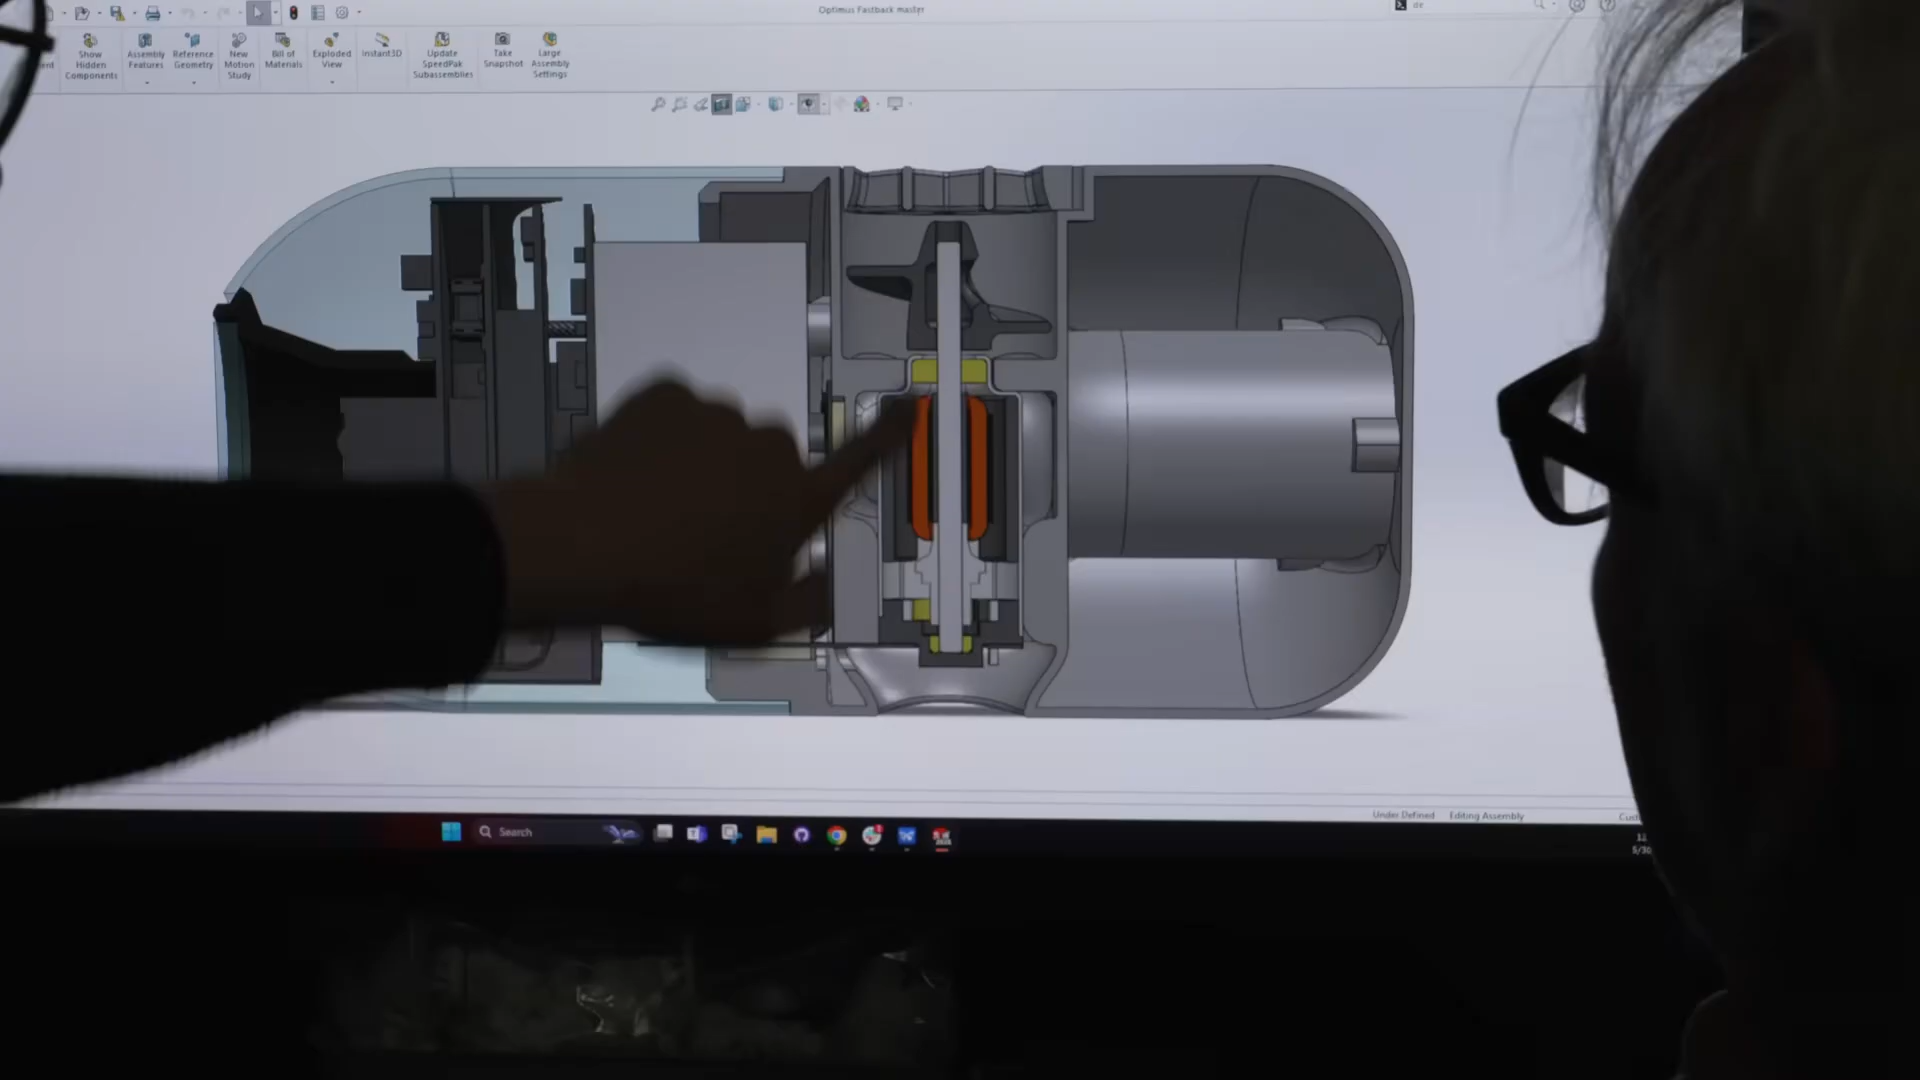 Optimus Fastback master
de
Show
Hidden
Components
Assembly
Features
Reference
Geometry
New
Motion
Study
Bill of
Materials
Exploded
View
Instant3D
Update
SpeedPak
Subassemblies
Take
Snapshot
Large
Assembly
Settings
Under Defined
Editing Assembly
Search